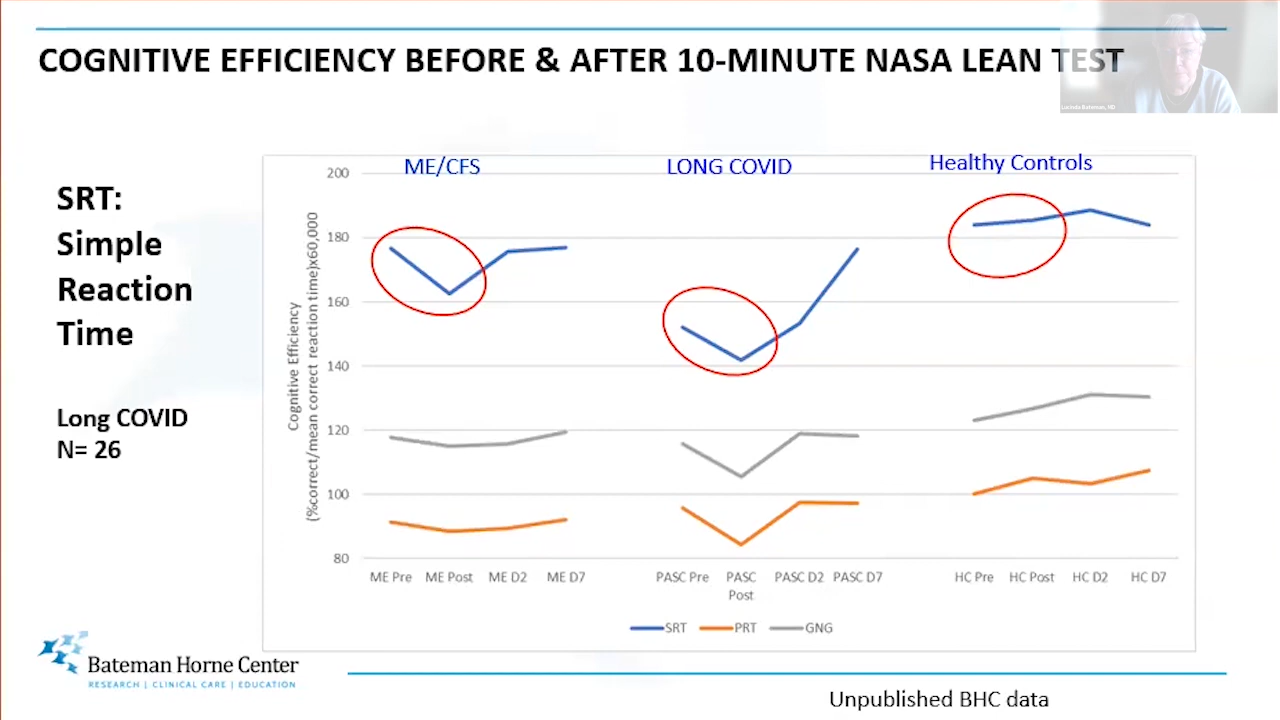 COGNITIVE EFFICIENCY BEFORE & AFTER 10-MINUTE NASA LEAN TEST
Lucinda Bateman, MD
SRT:
Simple
Reaction
Time
Long COVID
N= 26
ME/CFS
LONG COVID
Healthy Controls
Cognitive Efficiency
(%correct/mean correct reaction time)x60,000
200
180
160
140
120
100
80
ME Pre
ME Post
ME D2
ME D7
PASC Pre
PASC
Post
PASC D2
PASC D7
HC Pre
HC Post
HC D2
HC D7
SRT
PRT
GNG
Bateman Horne Center
RESEARCH | CLINICAL CARE | EDUCATION
Unpublished BHC data